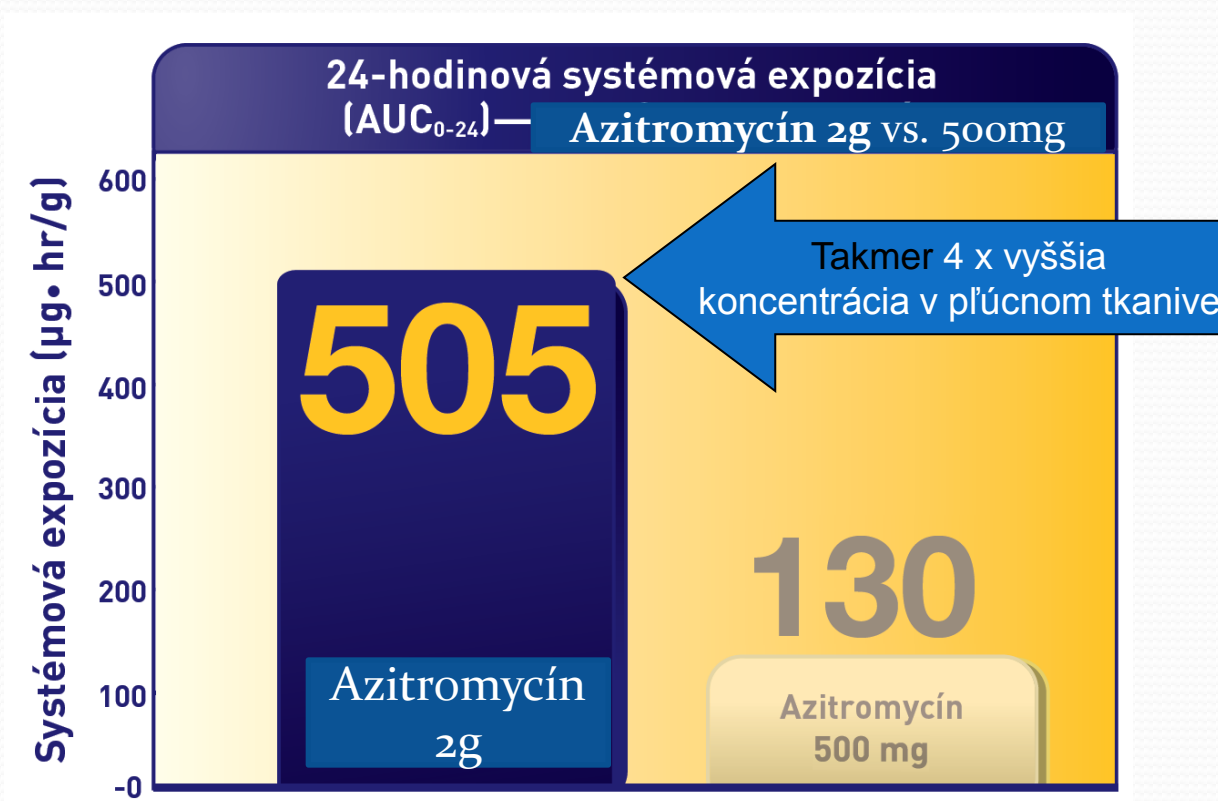 24-hodinová systémová expozícia
(AUC0-24)— Azitromycín 2g vs. 500mg
Systémová expozícia (µg• hr/g)
600
500
400
300
200
100
-0
Takmer 4 x vyššia
koncentrácia v pľúcnom tkanive
505
130
Azitromycín
2g
Azitromycín
500 mg